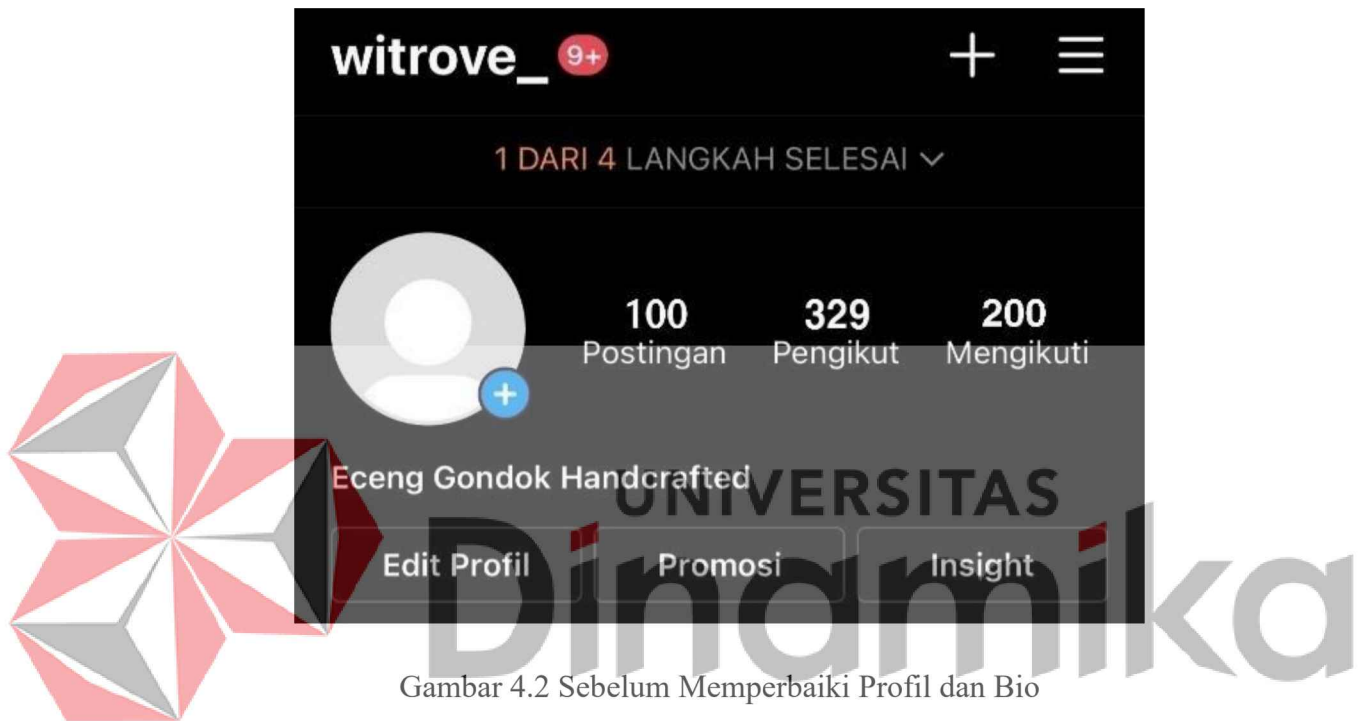 witrove_ 9+
1 DARI 4 LANGKAH SELESAI
100 329 200
Postingan Pengikut Mengikuti
Eceng Gondok Handcrafted
UNIVERSITAS
Dinamika
Edit Profil Promosi Insight
Gambar 4.2 Sebelum Memperbaiki Profil dan Bio